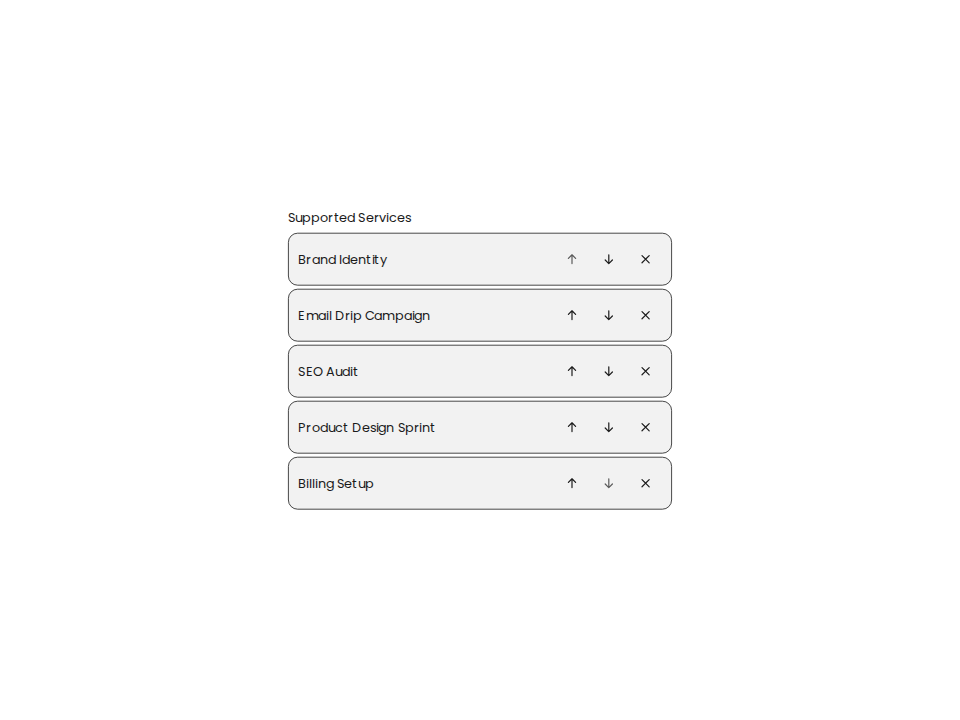 Supported Services
Brand Identity
Email Drip Campaign
SEO Audit
Product Design Sprint
Billing Setup